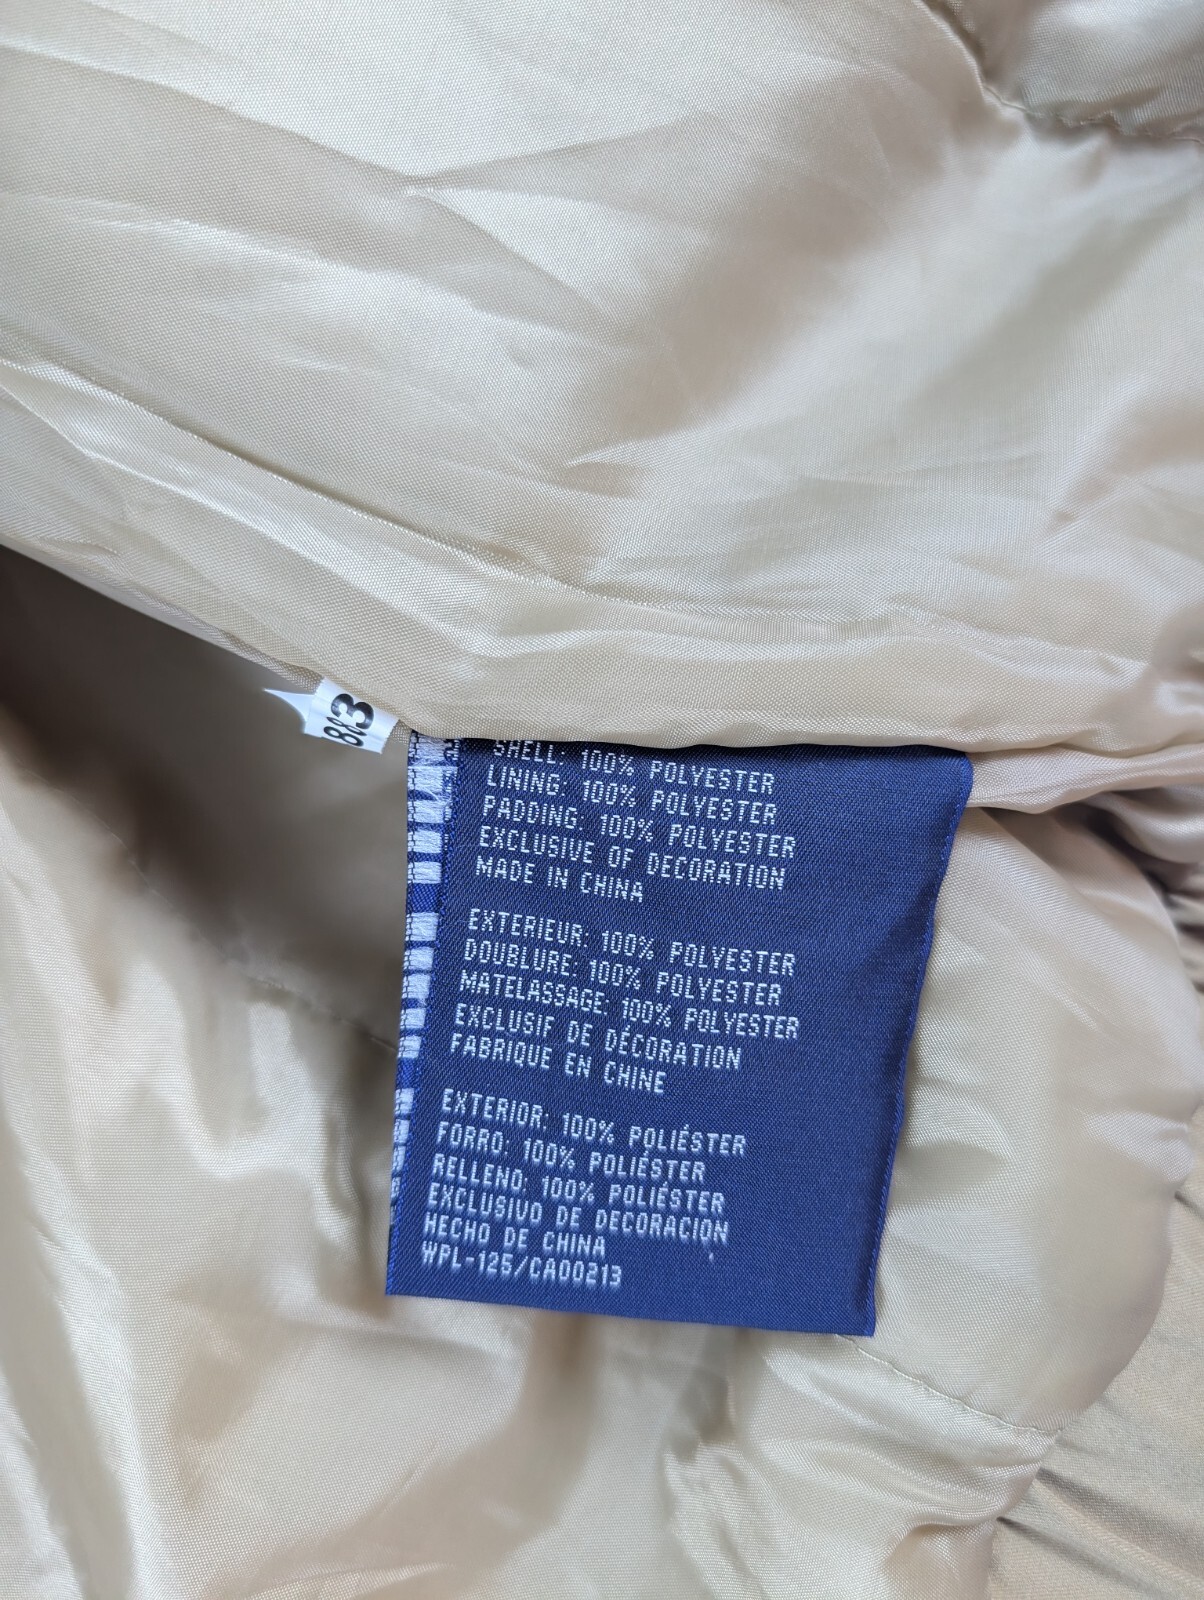 883
SHELL: 100% POLYESTER
LINING: 100% POLYESTER
PADDING: 100% POLYESTER
EXCLUSIVE OF DECORATION
MADE IN CHINA
EXTERIEUR: 100% POLYESTER
DOUBLURE: 100% POLYESTER
MATELASSAGE: 100% POLYESTER
EXCLUSIF DE DÉCORATION
FABRIQUE EN CHINE
EXTERIOR: 100% POLIÉSTER
FORRO: 100% POLIÉSTER
RELLENO: 100% POLIÉSTER
EXCLUSIVO DE DECORACION
HECHO DE CHINA
WPL-125/CA00213